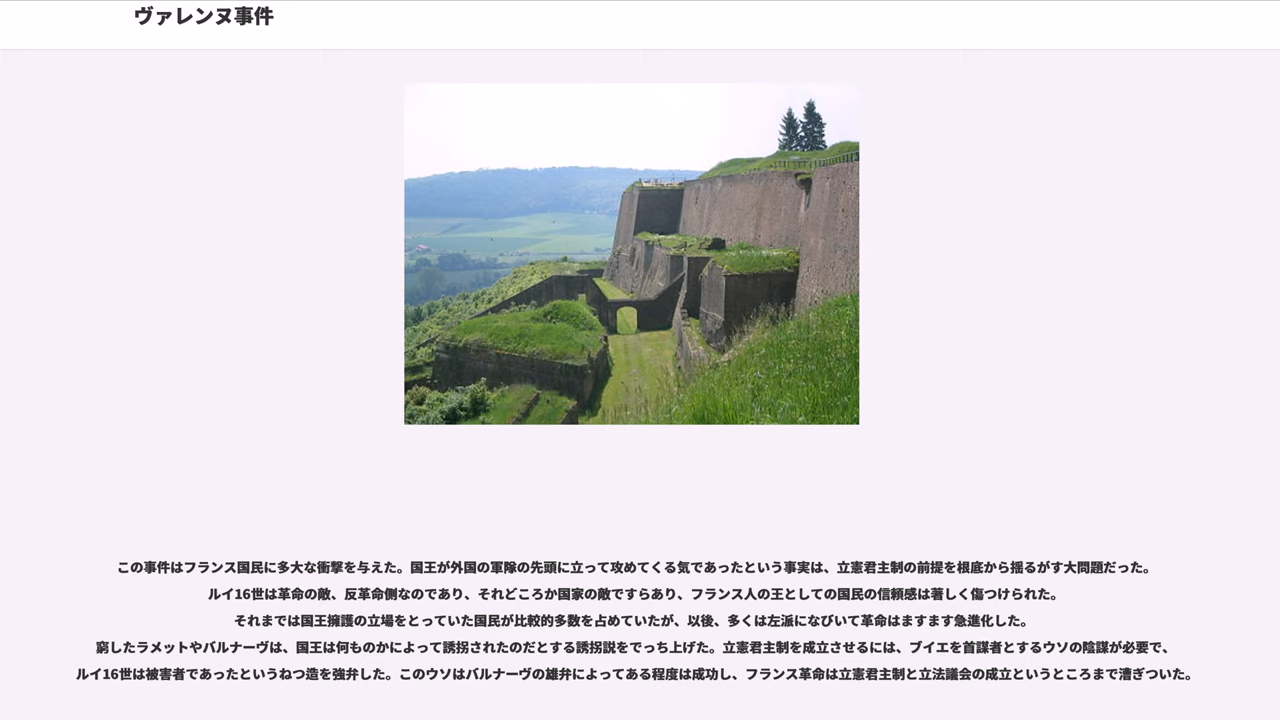 ヴァレンヌ事件
この事件はフランス国民に多大な衝撃を与えた。国王が外国の軍隊の先頭に立って攻めてくる気であったという事実は、立憲君主制の前提を根底から揺るがす大問題だった。
ルイ16世は革命の敵、反革命側なのであり、それどころか国家の敵ですらあり、フランス人の王としての国民の信頼感は著しく傷つけられた。
それまでは国王擁護の立場をとっていた国民が比較的多数を占めていたが、以後、多くは左派になびいて革命はますます急進化した。
窮したラメットやバルナーヴは、国王は何ものかによって誘拐されたのだとする誘拐説をでっち上げた。立憲君主制を成立させるには、ブイエを首謀者とするウソの陰謀が必要で、
ルイ16世は被害者であったというねつ造を強弁した。このウソはバルナーヴの雄弁によってある程度は成功し、フランス革命は立憲君主制と立法議会の成立というところまで漕ぎついた。